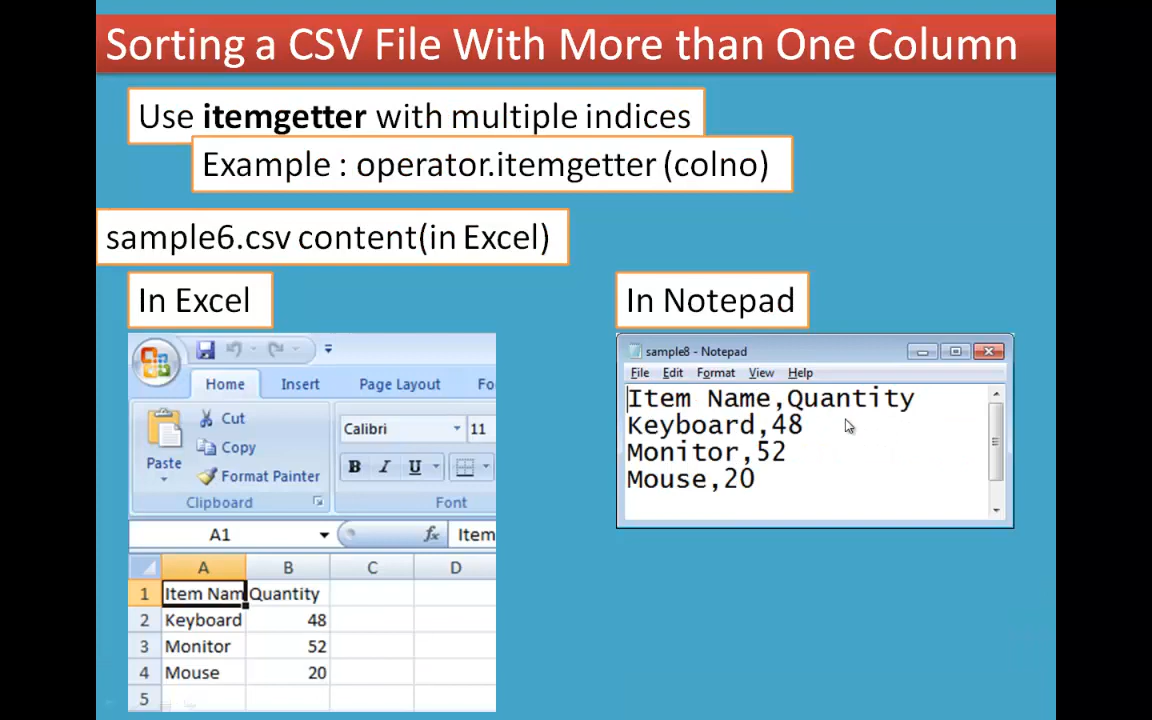 Sorting a CSV File With More than One Column
Use itemgetter with multiple indices
Example : operator.itemgetter (colno)
sample6.csv content(in Excel)
In Excel
In Notepad
Home Insert Page Layout Fo
Cut
Copy
Format Painter
Paste
Clipboard
Calibri 11
B I U
Font
A1 fx Item
A B C D
1 Item Nam Quantity
2 Keyboard 48
3 Monitor 52
4 Mouse 20
5
sample8 - Notepad
File Edit Format View Help
Item Name,Quantity
Keyboard,48
Monitor,52
Mouse,20